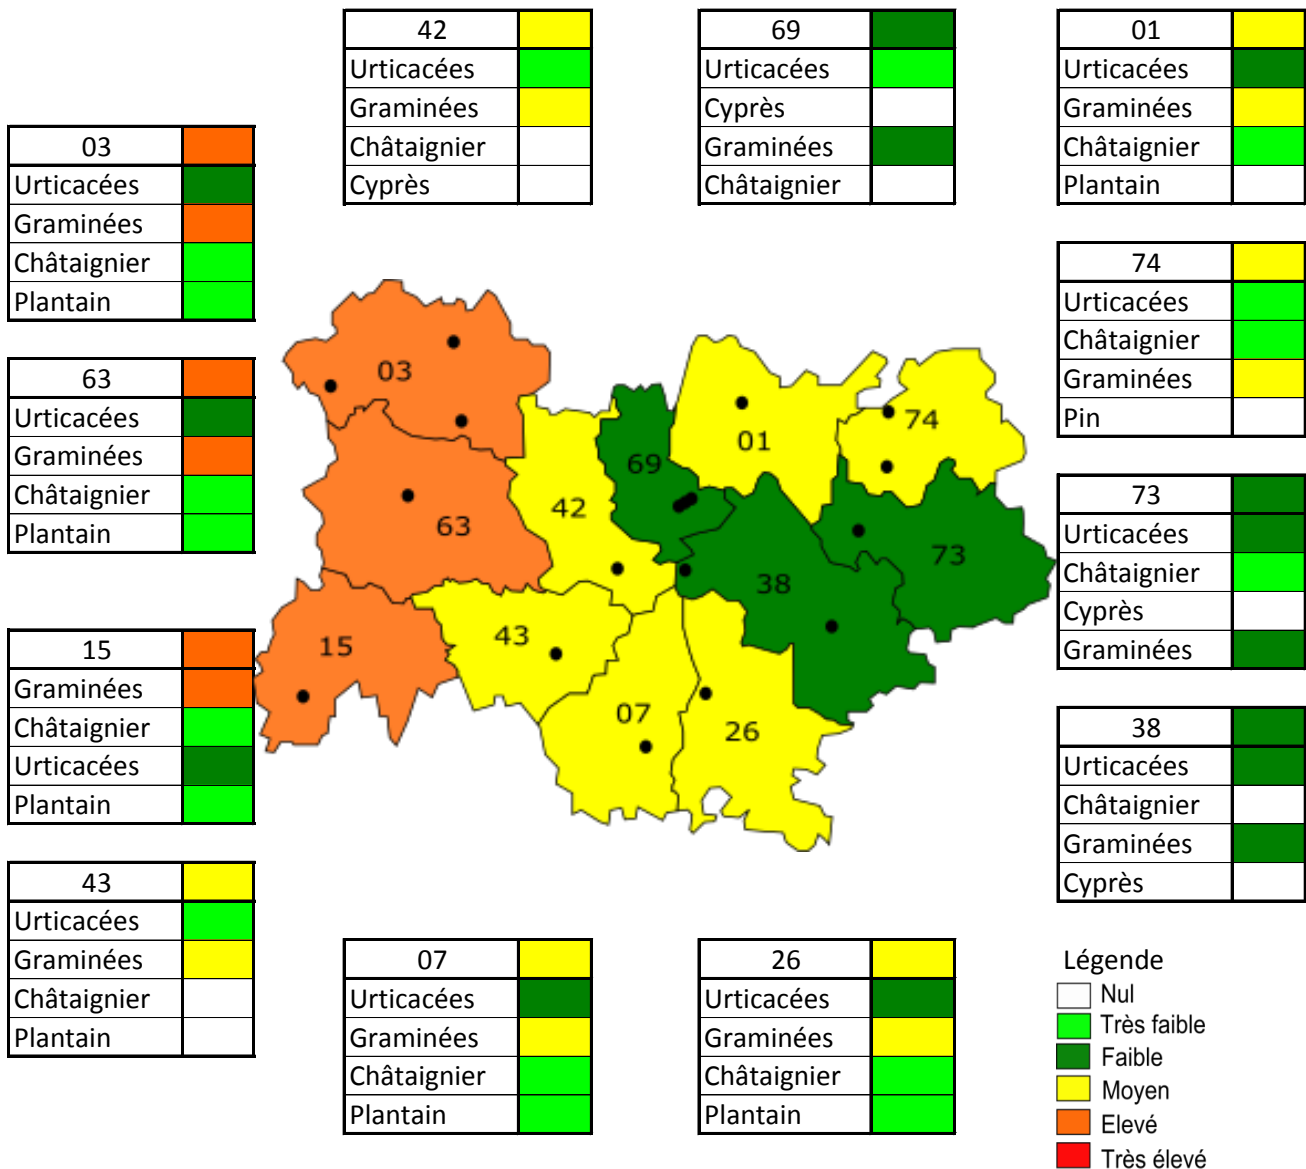 42
Urticacées
Graminées
Châtaignier
Cyprès
69
Urticacées
Cyprès
Graminées
Châtaignier
01
Urticacées
Graminées
Châtaignier
Plantain
03
Urticacées
Graminées
Châtaignier
Plantain
74
Urticacées
Châtaignier
Graminées
Pin
63
Urticacées
Graminées
Châtaignier
Plantain
03
74
01
69
42
63
73
38
15
43
07
26
73
Urticacées
Châtaignier
Cyprès
Graminées
15
Graminées
Châtaignier
Urticacées
Plantain
38
Urticacées
Châtaignier
Graminées
Cyprès
43
Urticacées
Graminées
Châtaignier
Plantain
07
Urticacées
Graminées
Châtaignier
Plantain
26
Urticacées
Graminées
Châtaignier
Plantain
Légende
Nul
Très faible
Faible
Moyen
Elevé
Très élevé